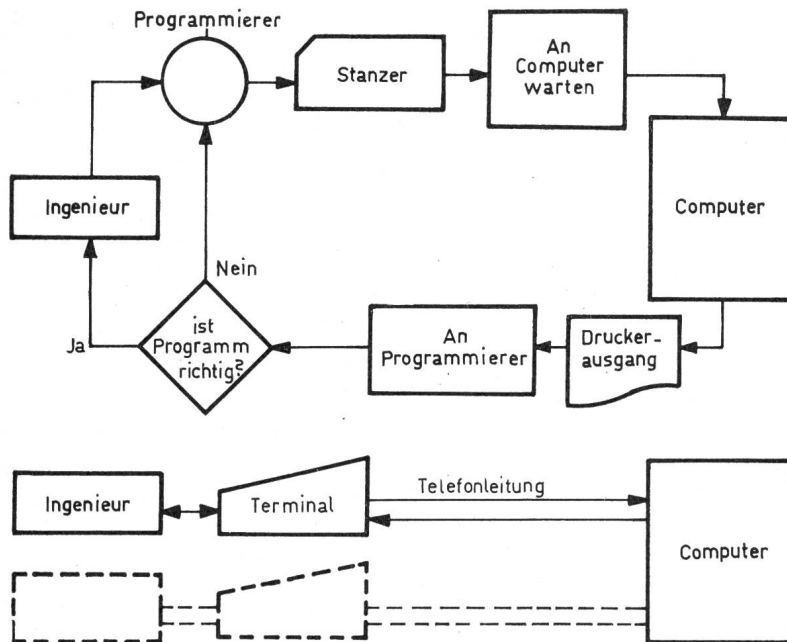 Programmierer
Stanzer
An
Computer
warten
Ingenieur
Computer
Nein
Ja
ist
Programm
richtig?
An
Programmierer
Drucker-
ausgang
Ingenieur
Terminal
Telefonleitung
Computer